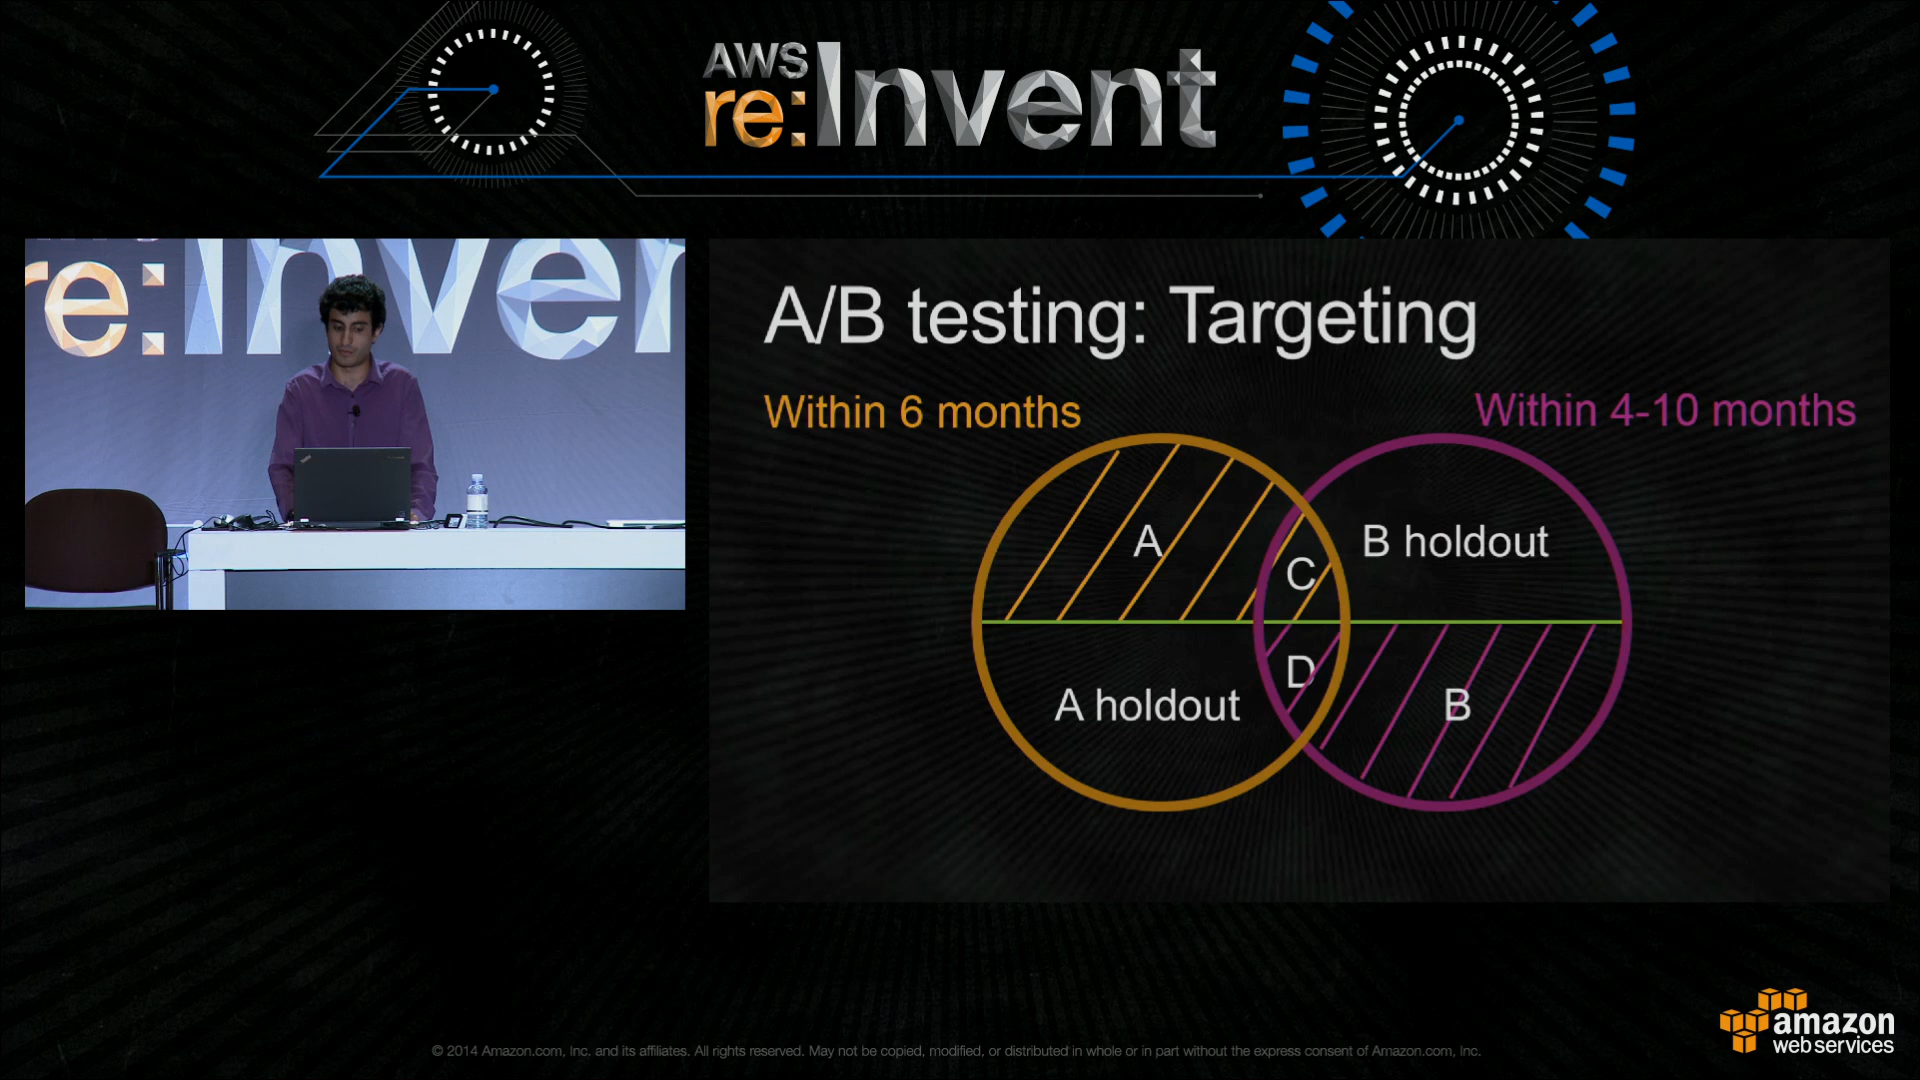 AWS
re:Invent
re:Inven
A/B testing: Targeting
Within 6 months
Within 4-10 months
A
B holdout
C
D
A holdout
B
amazon
web services
© 2014 Amazon.com, Inc. and its affiliates. All rights reserved. May not be copied, modified, or distributed in whole or in part without the express consent of Amazon.com, Inc.